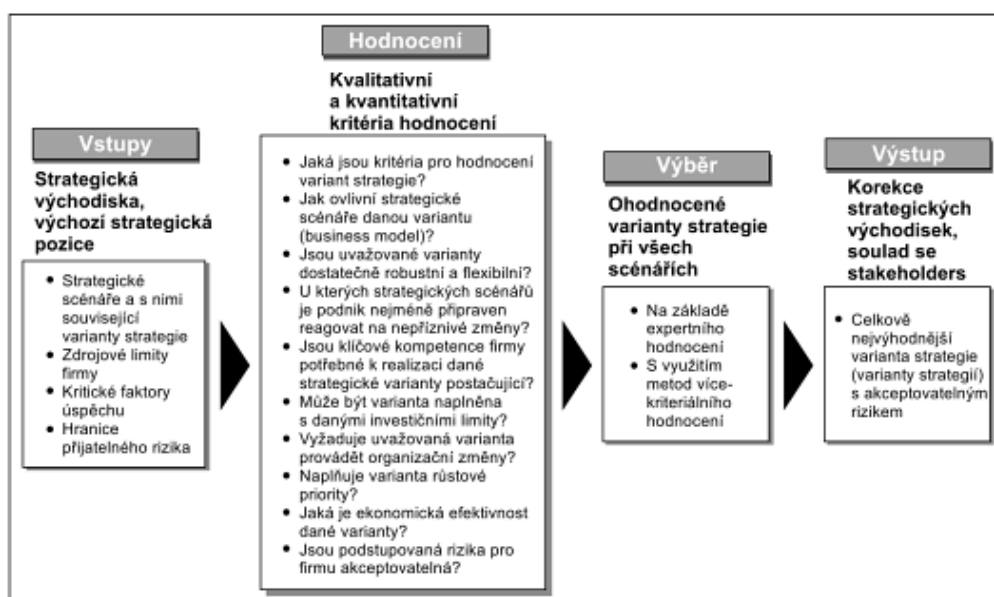 Vstupy
Strategická
východiska,
výchozí strategická
pozice
• Strategické
scénáře a s nimi
související
varianty strategie
• Zdrojové limity
firmy
• Kritické faktory
úspěchu
• Hranice
přijatelného rizika
Hodnocení
Kvalitativní
a kvantitativní
kritéria hodnocení
• Jaká jsou kritéria pro hodnocení
variant strategie?
• Jak ovlivní strategické
scénáře danou variantu
(business model)?
• Jsou uvažované varianty
dostatečně robustní a flexibilní?
• U kterých strategických scénářů
je podnik nejméně připraven
reagovat na nepříznivé změny?
• Jsou klíčové kompetence firmy
potřebné k realizaci dané
strategické varianty postačující?
• Může být varianta naplněna
s danými investičními limity?
• Vyžaduje uvažovaná varianta
provádět organizační změny?
• Naplňuje varianta růstové
priority?
• Jaká je ekonomická efektivnost
dané varianty?
• Jsou podstupovaná rizika pro
firmu akceptovatelná?
Výběr
Ohodnocené
varianty strategie
při všech
scénářích
• Na základě
expertního
hodnocení
• S využitím
metod více-
kriteriálního
hodnocení
Výstup
Korekce
strategických
východisek,
soulad se
stakeholders
• Celkově
nejvýhodnější
varianta strategie
(varianty strategií)
s akceptovatelným
rizikem